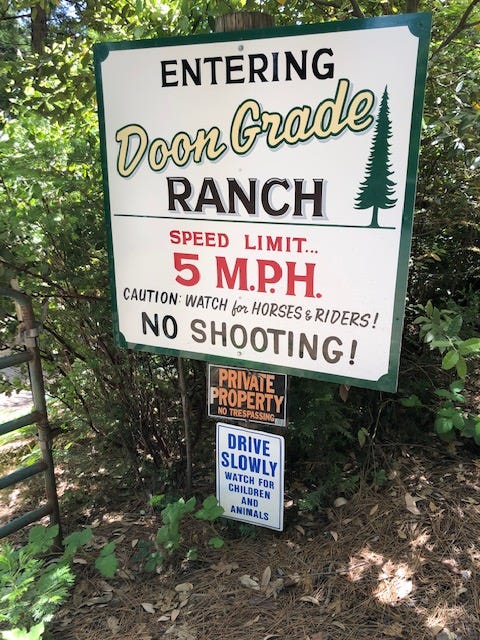 ENTERING
Doon Grade
RANCH
SPEED LIMIT...
5 M.P.H.
CAUTION: WATCH for HORSES & RIDERS!
NO SHOOTING!
PRIVATE
PROPERTY
NO TRESPASSING
DRIVE
SLOWLY
WATCH FOR
CHILDREN
AND
ANIMALS